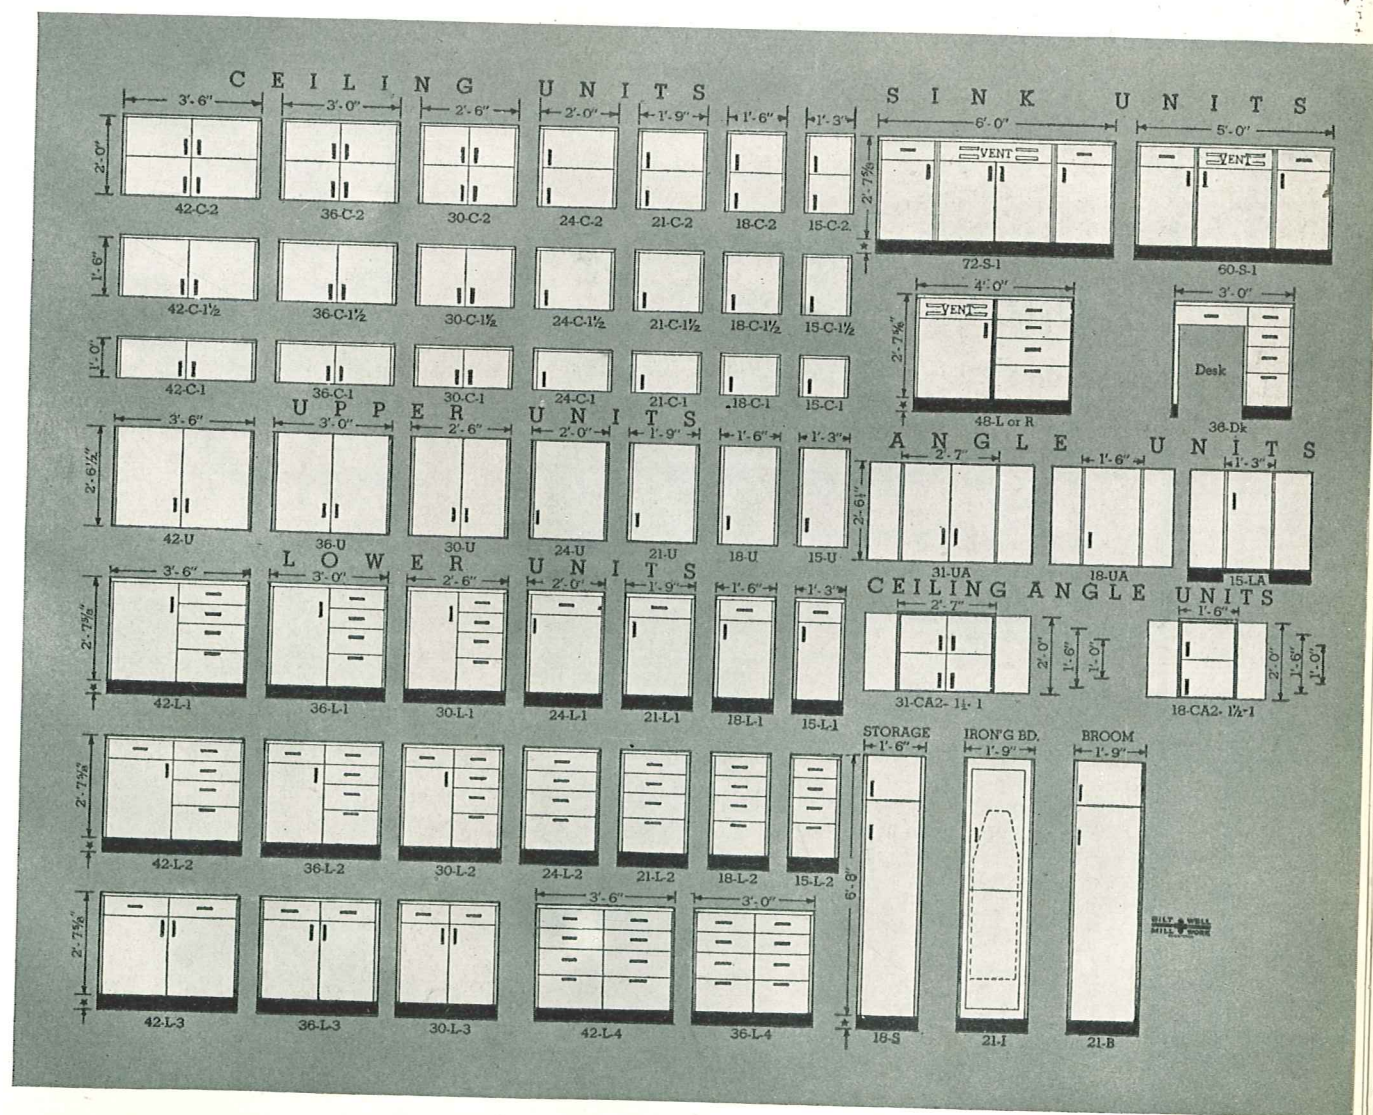 CEILING UNITS
3'-6" 3'-0" 2'-6" 2'-0" 1'-9" 1'-6" 1'-3"
2'-0"
42-C-2 36-C-2 30-C-2 24-C-2 21-C-2 18-C-2 15-C-2
1'-6"
42-C-1½ 36-C-1½ 30-C-1½ 24-C-1½ 21-C-1½ 18-C-1½ 15-C-1½
1'-0"
42-C-1 36-C-1 30-C-1 24-C-1 21-C-1 18-C-1 15-C-1
UPPER UNITS
3'-6" 3'-0" 2'-6" 2'-0" 1'-9" 1'-6" 1'-3"
2'-6½"
42-U 36-U 30-U 24-U 21-U 18-U 15-U
LOWER UNITS
3'-6" 3'-0" 2'-6" 2'-0" 1'-9" 1'-6" 1'-3"
2'-7⅝"
*
42-L-1 36-L-1 30-L-1 24-L-1 21-L-1 18-L-1 15-L-1
2'-7⅝"
*
42-L-2 36-L-2 30-L-2 24-L-2 21-L-2 18-L-2 15-L-2
3'-6" 3'-0"
2'-7⅝"
*
42-L-3 36-L-3 30-L-3 42-L-4 36-L-4
SINK UNITS
6'-0" 5'-0"
VENT VENT
2'-7⅝"
*
72-S-1 60-S-1
4'-0" 3'-0"
VENT
2'-7⅝"
*
Desk
48-L or R 36-Dk
ANGLE UNITS
2'-7" 1'-6" 1'-3"
2'-6½"
31-UA 18-UA 15-LA
CEILING ANGLE UNITS
2'-7" 1'-6"
2'-0" 1'-6" 1'-0" 2'-0" 1'-6" 1'-0"
31-CA2-1½-1 18-CA2-1½-1
STORAGE IRON'G BD. BROOM
1'-6" 1'-9" 1'-9"
6'-8"
*
18-S 21-I 21-B
BILT WELL
MILL WORK